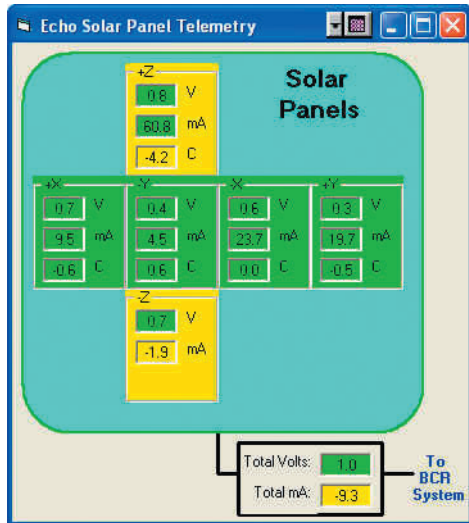 Echo Solar Panel Telemetry
Solar
Panels
+Z
0.8 V
60.8 mA
-4.2 C
+X
0.7 V
9.5 mA
-0.6 C
-Y
0.4 V
4.5 mA
0.6 C
-X
0.6 V
23.7 mA
0.0 C
+Y
0.3 V
19.7 mA
-0.5 C
-Z
0.7 V
-1.9 mA
Total Volts: 1.0
Total mA: -9.3
To
BCR
System